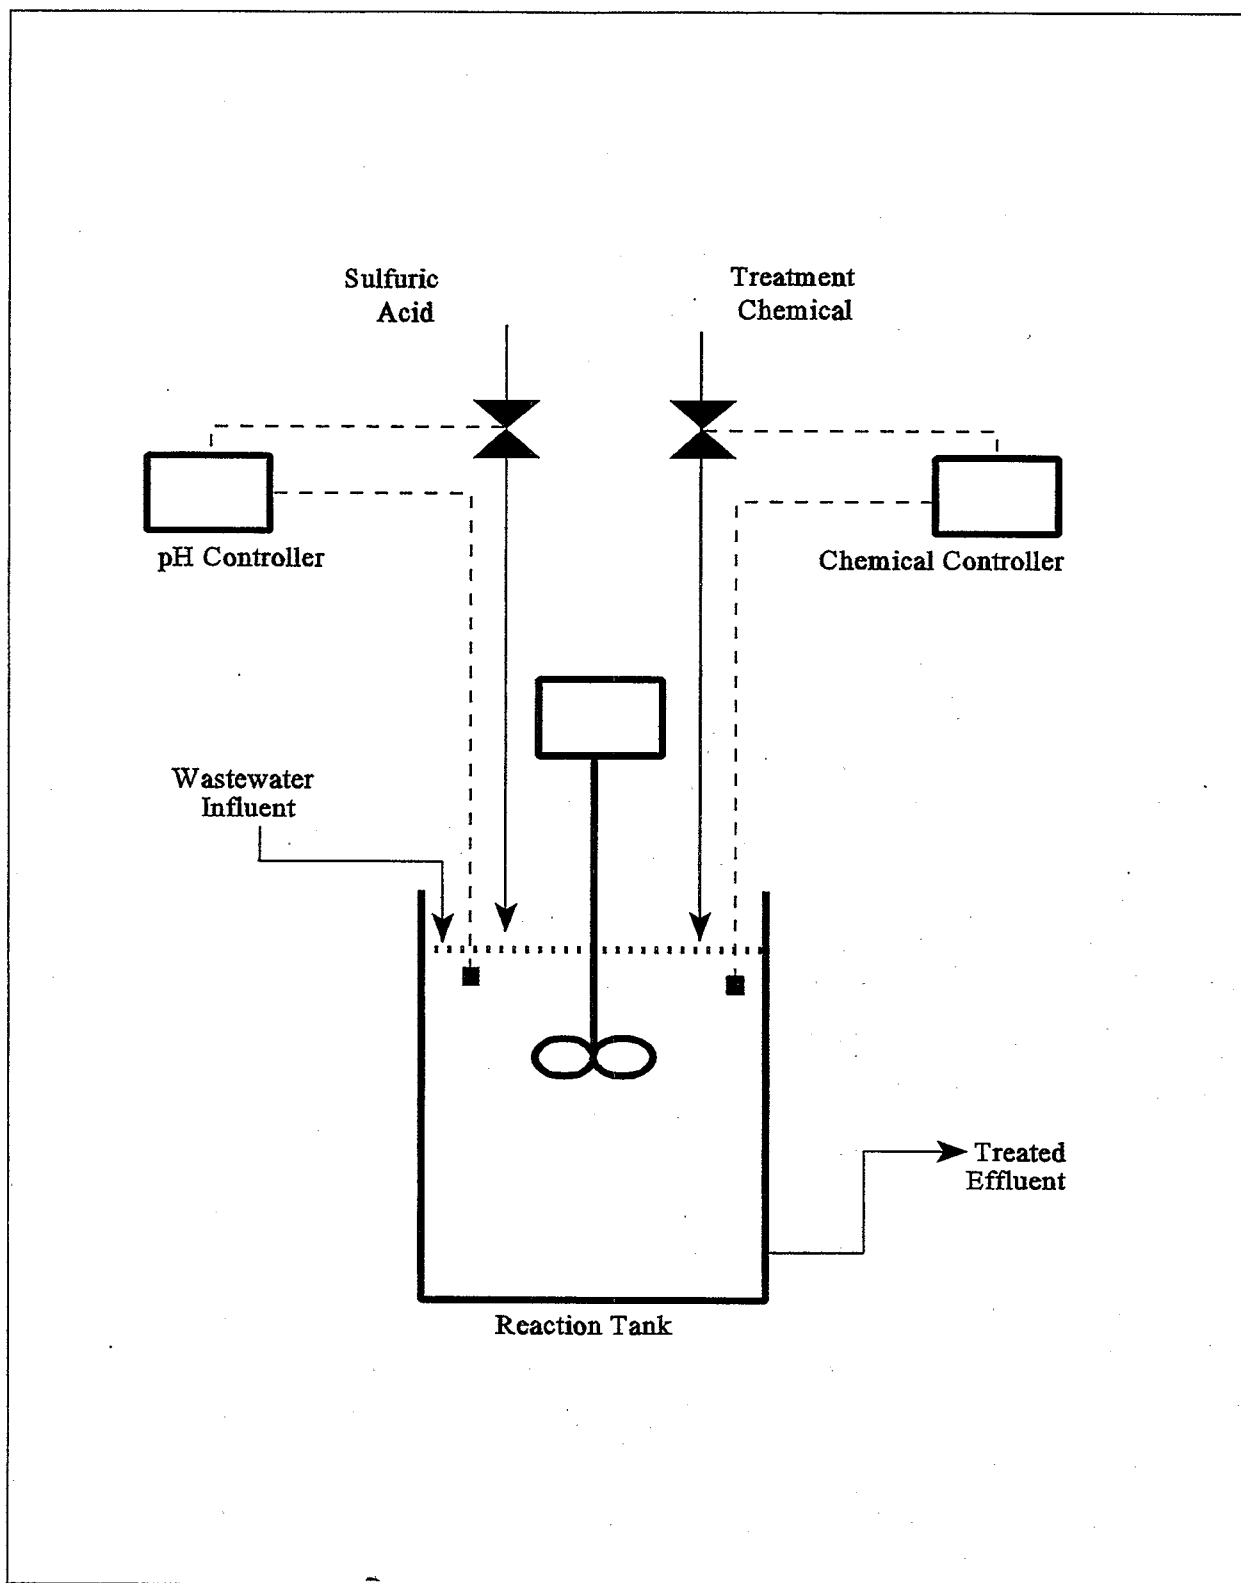 Sulfuric
Acid
Treatment
Chemical
pH Controller
Chemical Controller
Wastewater
Influent
Treated
Effluent
Reaction Tank